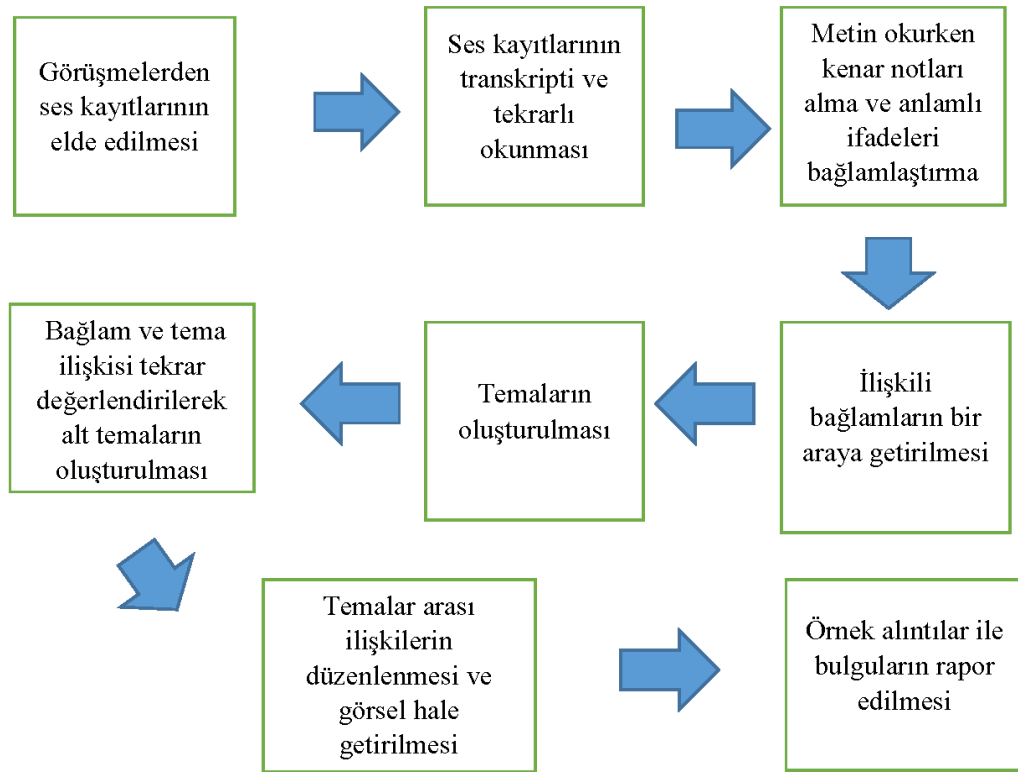 Görüşmelerden
ses kayıtlarının
elde edilmesi
Ses kayıtlarının
transkripti ve
tekrarlı
okunması
Metin okurken
kenar notları
alma ve anlamlı
ifadeleri
bağlamlaştırma
İlişkili
bağlamların bir
araya getirilmesi
Temaların
oluşturulması
Bağlam ve tema
ilişkisi tekrar
değerlendirilerek
alt temaların
oluşturulması
Temalar arası
ilişkilerin
düzenlenmesi ve
görsel hale
getirilmesi
Örnek alıntılar ile
bulguların rapor
edilmesi